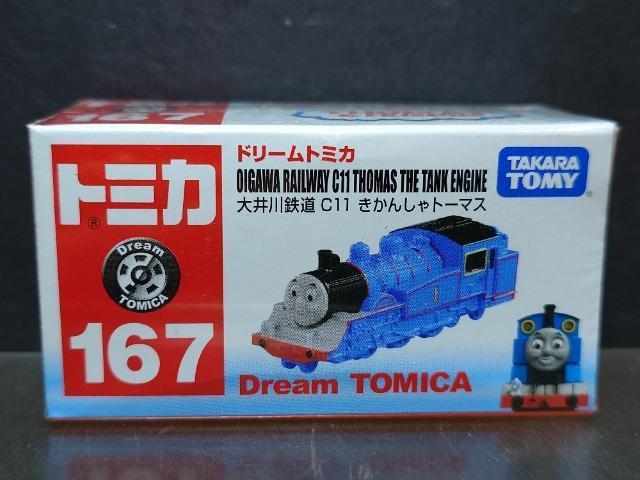 167
トミカ
®
Dream
TOMICA
167
ドリームトミカ
OIGAWA RAILWAY C11 THOMAS THE TANK ENGINE
大井川鉄道 C11 きかんしゃトーマス
TAKARA
TOMY
Dream TOMICA